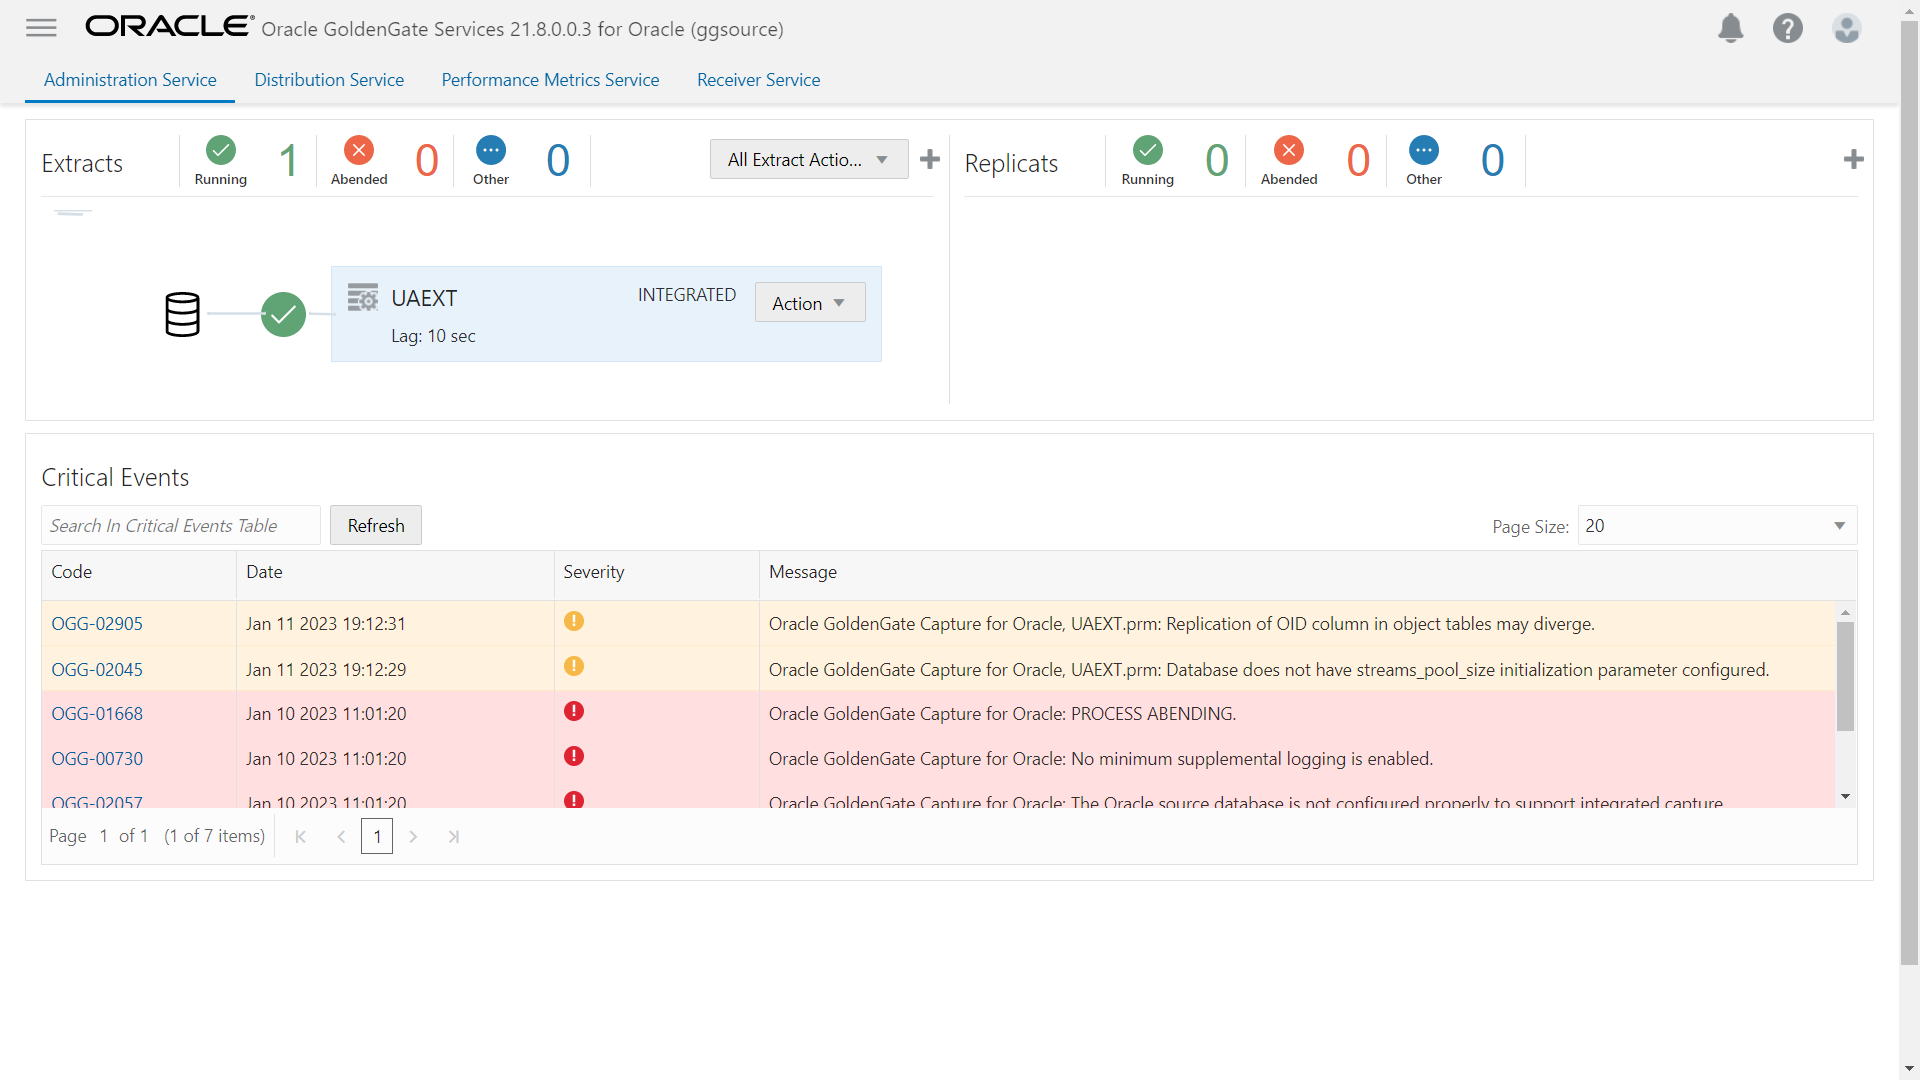 ORACLE Oracle GoldenGate Services 21.8.0.0.3 for Oracle (ggsource)
Administration Service Distribution Service Performance Metrics Service Receiver Service
Extracts Running 1 Abended 0 Other 0 All Extract Actio...
Replicats Running 0 Abended 0 Other 0
UAEXT INTEGRATED Action
Lag: 10 sec
Critical Events
Search In Critical Events Table Refresh Page Size: 20
Code Date Severity Message
OGG-02905 Jan 11 2023 19:12:31 Oracle GoldenGate Capture for Oracle, UAEXT.prm: Replication of OID column in object tables may diverge.
OGG-02045 Jan 11 2023 19:12:29 Oracle GoldenGate Capture for Oracle, UAEXT.prm: Database does not have streams_pool_size initialization parameter configured.
OGG-01668 Jan 10 2023 11:01:20 Oracle GoldenGate Capture for Oracle: PROCESS ABENDING.
OGG-00730 Jan 10 2023 11:01:20 Oracle GoldenGate Capture for Oracle: No minimum supplemental logging is enabled.
OGG-02057 Jan 10 2023 11:01:20 Oracle GoldenGate Capture for Oracle: The Oracle source database is not configured properly to support integrated capture
Page 1 of 1 (1 of 7 items) 1